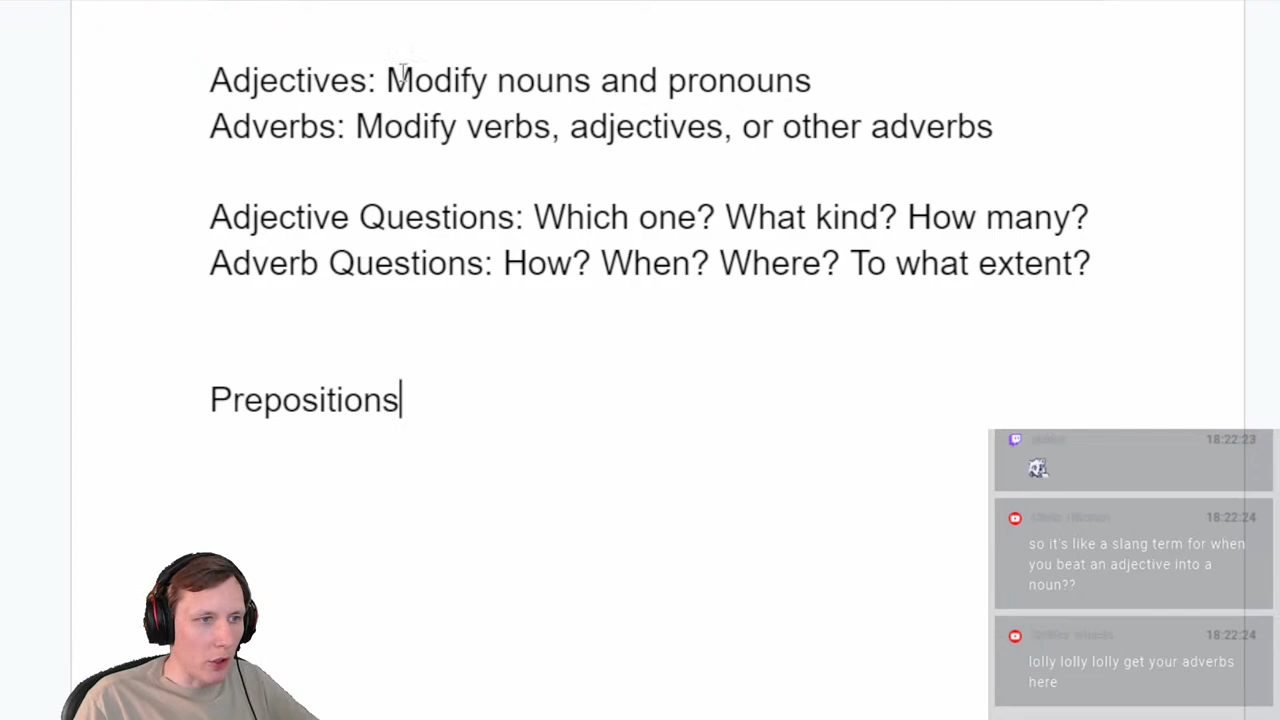 Adjectives: Modify nouns and pronouns
Adverbs: Modify verbs, adjectives, or other adverbs
Adjective Questions: Which one? What kind? How many?
Adverb Questions: How? When? Where? To what extent?
Prepositions
18:22:23
18:22:24
so it's like a slang term for when
you beat an adjective into a
noun??
18:22:24
lolly lolly lolly get your adverbs
here